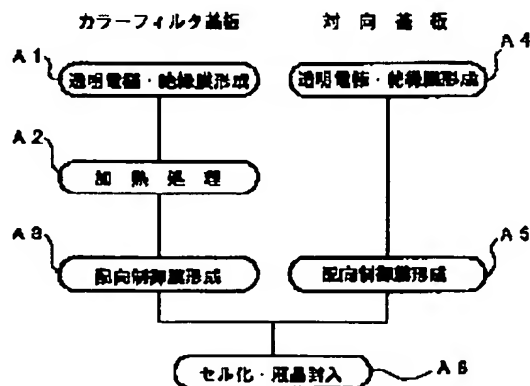 カラーフィルタ基板 対向基板
A1 透明電極・絶縁膜形成 透明電極・絶縁膜形成 A4
A2 加熱処理
A3 配向制御膜形成 配向制御膜形成 A5
セル化・液晶封入 A6